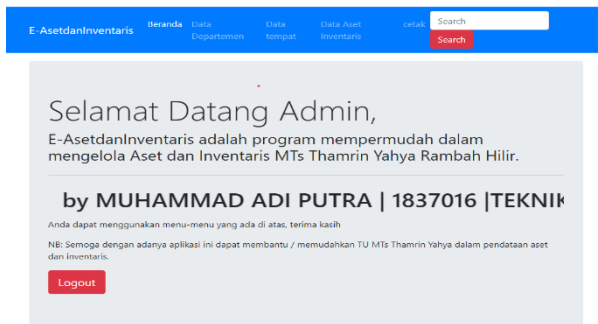 E-AsetdanInventaris Beranda Data Departemen Data tempat Data Aset Inventaris cetak Search
Search
Selamat Datang Admin,
E-AsetdanInventaris adalah program mempermudah dalam
mengelola Aset dan Inventaris MTs Thamrin Yahya Rambah Hilir.
by MUHAMMAD ADI PUTRA | 1837016 |TEKNIK
Anda dapat menggunakan menu-menu yang ada di atas, terima kasih
NB: Semoga dengan adanya aplikasi ini dapat membantu / memudahkan TU MTs Thamrin Yahya dalam pendataan aset
dan inventaris.
Logout